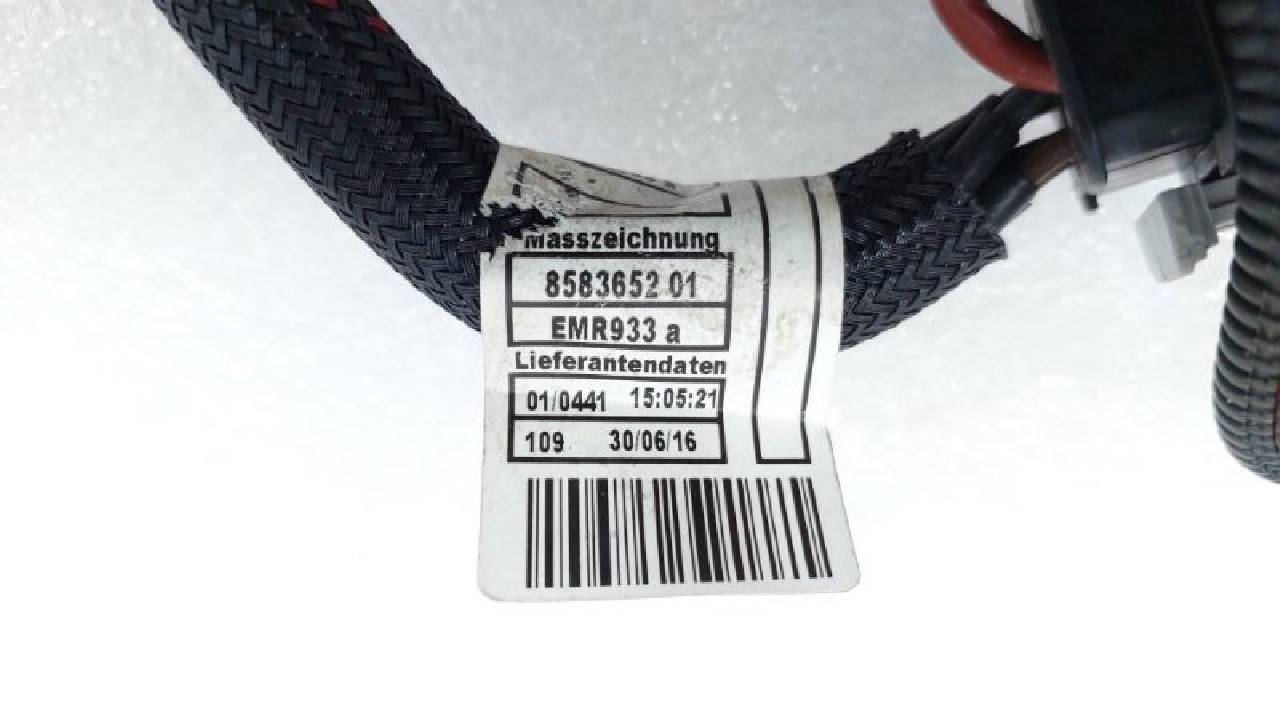 Masszeichnung
8583652 01
EMR933 a
Lieferantendaten
01/0441 15:05:21
109 30/06/16